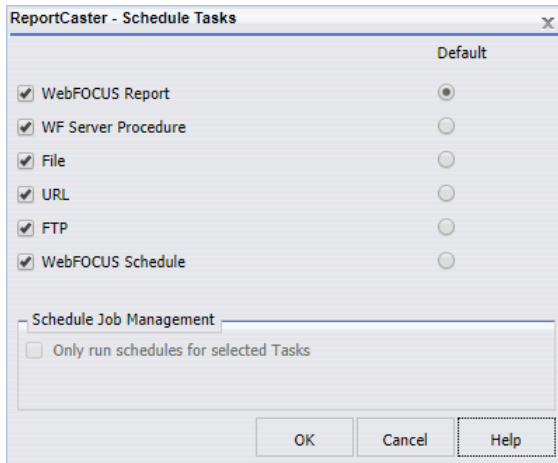 ReportCaster - Schedule Tasks x
Default
WebFOCUS Report
WF Server Procedure
File
URL
FTP
WebFOCUS Schedule
Schedule Job Management
Only run schedules for selected Tasks
OK Cancel Help